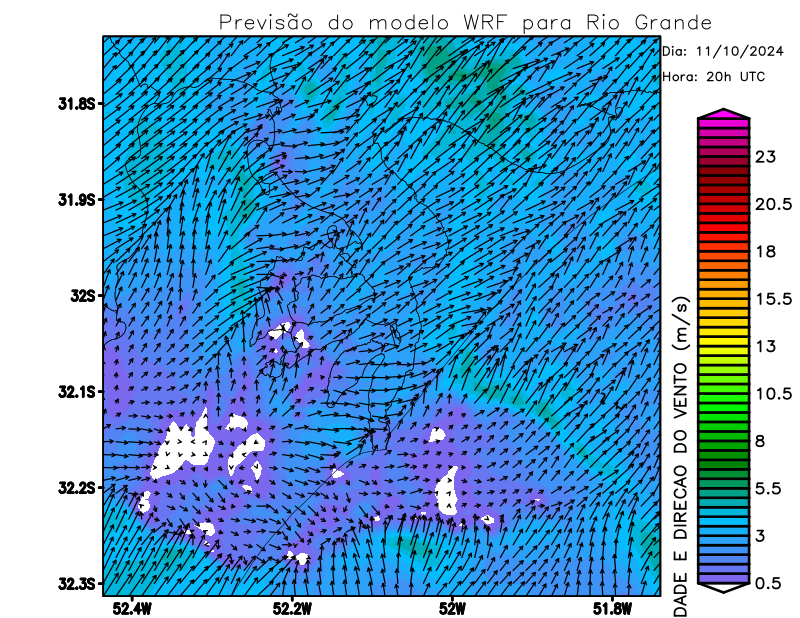 Previsão do modelo WRF para Rio Grande
Dia: 11/10/2024
Hora: 20h UTC
31.8S
31.9S
32S
32.1S
32.2S
32.3S
52.4W
52.2W
52W
51.8W
23
20.5
18
15.5
13
10.5
8
5.5
3
0.5
DADE E DIRECAO DO VENTO (m/s)